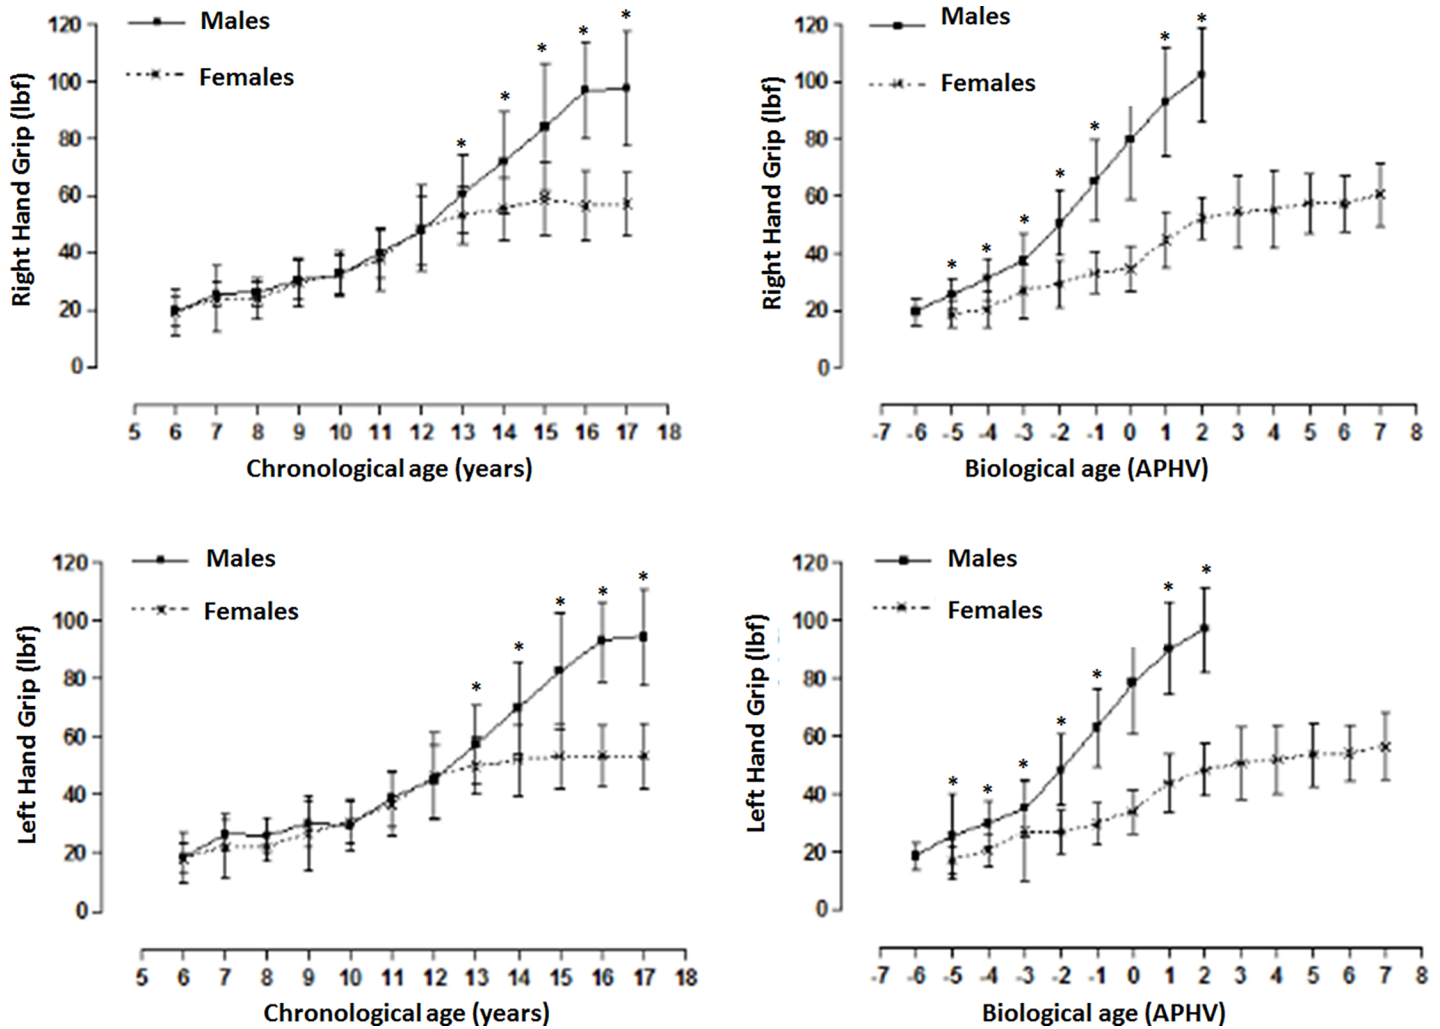 Right Hand Grip (lbf)
120
100
80
60
40
20
0
Males
Females
* * * * *
5 6 7 8 9 10 11 12 13 14 15 16 17 18
Chronological age (years)
Right Hand Grip (lbf)
120
100
80
60
40
20
0
Males
Females
* * * * * * *
-7 -6 -5 -4 -3 -2 -1 0 1 2 3 4 5 6 7 8
Biological age (APHV)
Left Hand Grip (lbf)
120
100
80
60
40
20
0
Males
Females
* * * * *
5 6 7 8 9 10 11 12 13 14 15 16 17 18
Chronological age (years)
Left Hand Grip (lbf)
120
100
80
60
40
20
0
Males
Females
* * * * * * *
-7 -6 -5 -4 -3 -2 -1 0 1 2 3 4 5 6 7 8
Biological age (APHV)